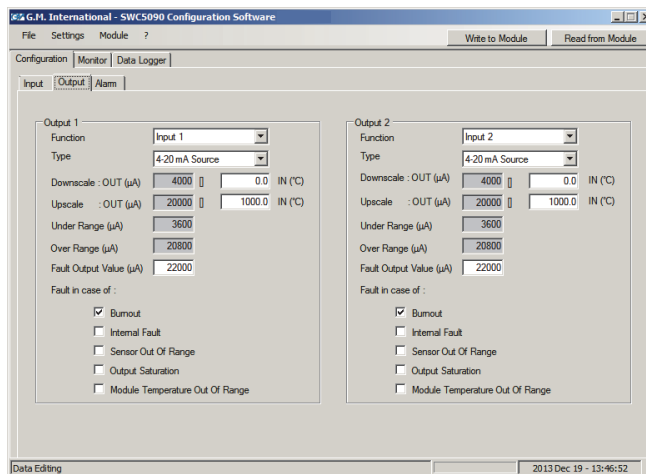 G.M. International - SWC5090 Configuration Software
File Settings Module ? Write to Module Read from Module
Configuration Monitor Data Logger
Input Output Alarm
Output 1
Function Input 1
Type 4-20 mA Source
Downscale : OUT (µA) 4000 [] 0.0 IN (°C)
Upscale : OUT (µA) 20000 [] 1000.0 IN (°C)
Under Range (µA) 3600
Over Range (µA) 20800
Fault Output Value (µA) 22000
Fault in case of :
Burnout
Internal Fault
Sensor Out Of Range
Output Saturation
Module Temperature Out Of Range
Output 2
Function Input 2
Type 4-20 mA Source
Downscale : OUT (µA) 4000 [] 0.0 IN (°C)
Upscale : OUT (µA) 20000 [] 1000.0 IN (°C)
Under Range (µA) 3600
Over Range (µA) 20800
Fault Output Value (µA) 22000
Fault in case of :
Burnout
Internal Fault
Sensor Out Of Range
Output Saturation
Module Temperature Out Of Range
Data Editing 2013 Dec 19 - 13:46:52